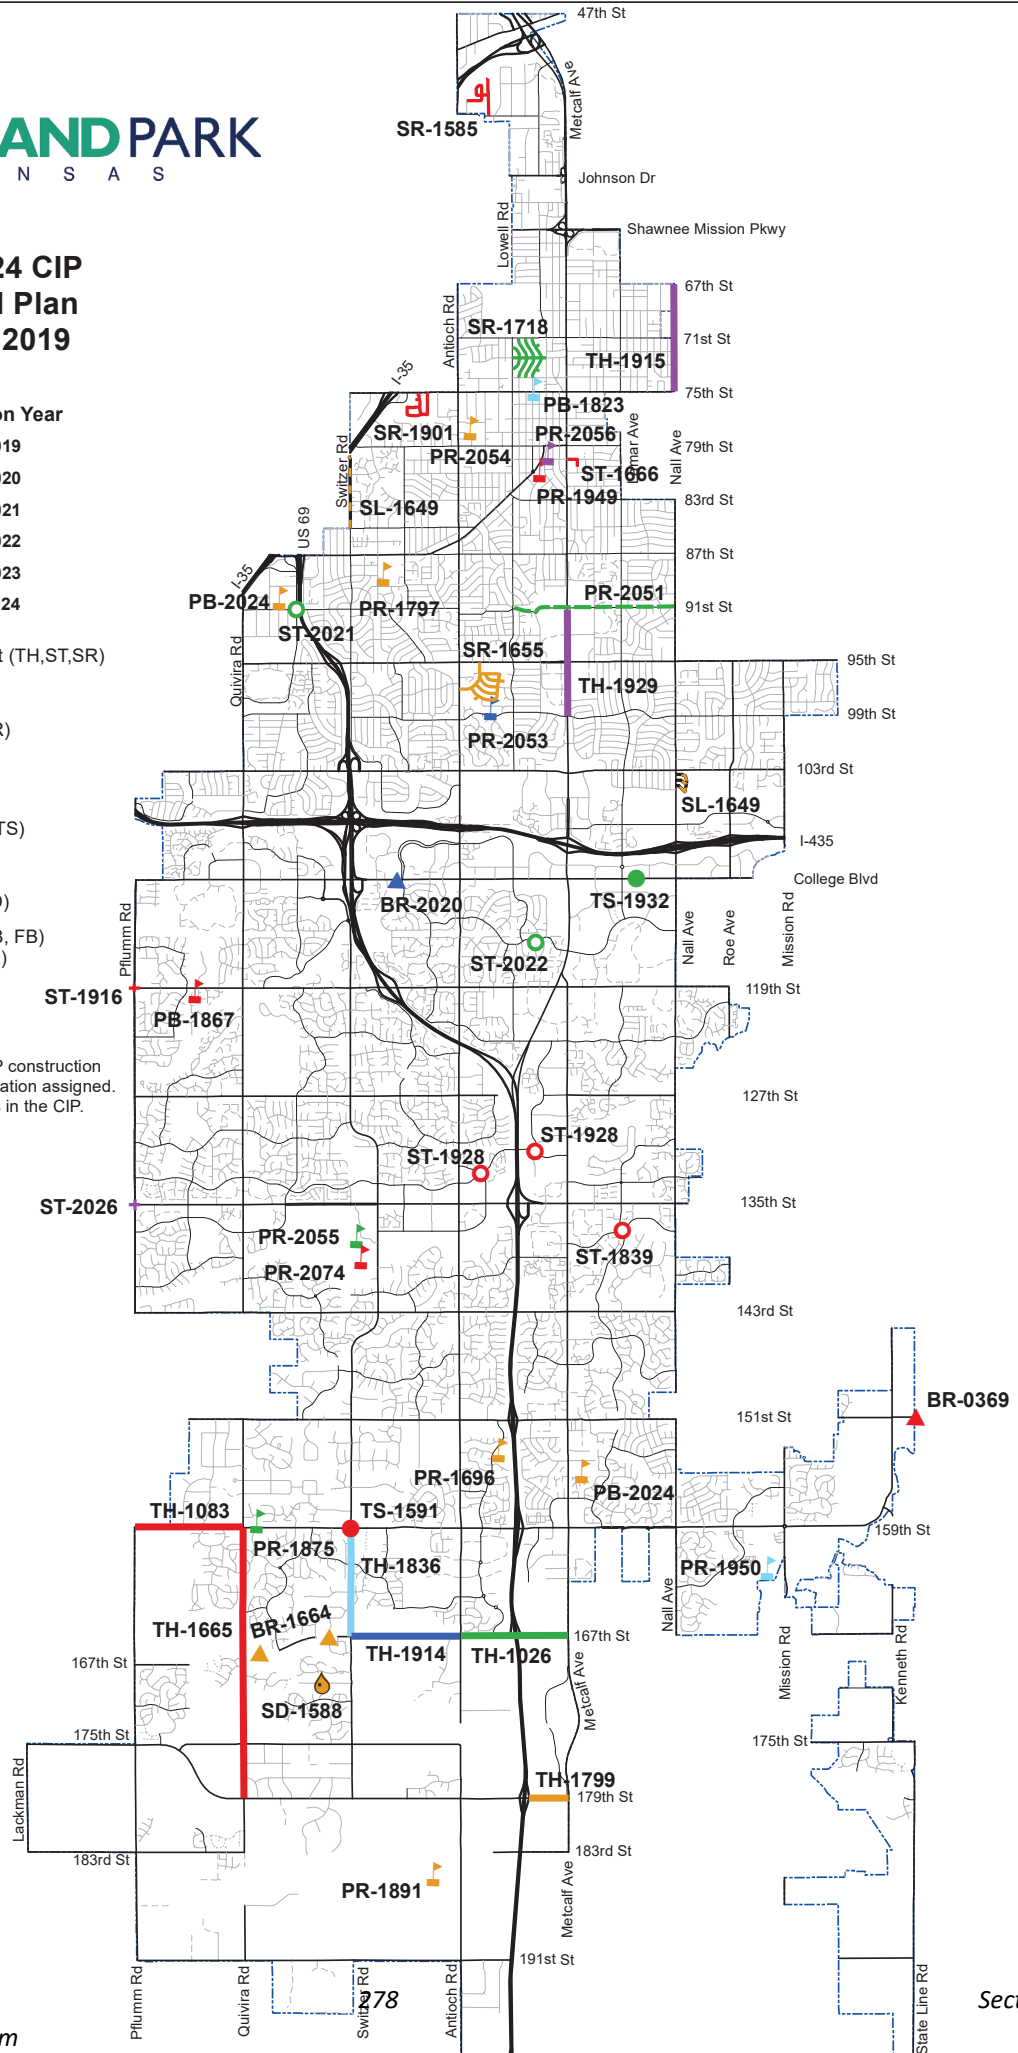 47th St
Metcalf Ave
SR-1585
ANDPARK
N S A S
Johnson Dr
Lowell Rd
Shawnee Mission Pkwy
24 CIP
Plan
2019
67th St
Antioch Rd
SR-1718
71st St
TH-1915
I-35
75th St
on Year
PB-1823
SR-1901
PR-2056
79th St
Switzer Rd
PR-2054
ST-1666
Lamar Ave
Nall Ave
PR-1949
SL-1649
83rd St
US 69
87th St
I-35
PB-2024
PR-1797
PR-2051
91st St
ST-2021
SR-1655
t (TH,ST,SR)
95th St
Quivira Rd
TH-1929
99th St
R)
PR-2053
103rd St
SL-1649
TS)
I-435
College Blvd
BR-2020
TS-1932
Pflumm Rd
Nall Ave
Roe Ave
Mission Rd
B, FB)
ST-2022
ST-1916
119th St
PB-1867
P construction
ation assigned.
in the CIP.
127th St
ST-1928
ST-1928
ST-2026
135th St
PR-2055
ST-1839
PR-2074
143rd St
BR-0369
151st St
PR-1696
PB-2024
TH-1083
TS-1591
159th St
PR-1875
TH-1836
PR-1950
Nall Ave
TH-1665
BR-1664
167th St
TH-1914
TH-1026
167th St
Mission Rd
Kenneth Rd
Metcalf Ave
SD-1588
175th St
175th St
Lackman Rd
TH-1799
179th St
183rd St
183rd St
PR-1891
Metcalf Ave
191st St
Pflumm Rd
Quivira Rd
Switzer Rd
Antioch Rd
State Line Rd
278
Sect
m